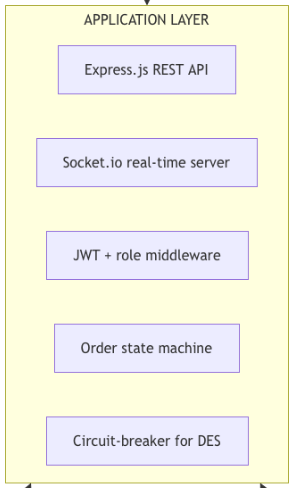 APPLICATION LAYER
Express.js REST API
Socket.io real-time server
JWT + role middleware
Order state machine
Circuit-breaker for DES